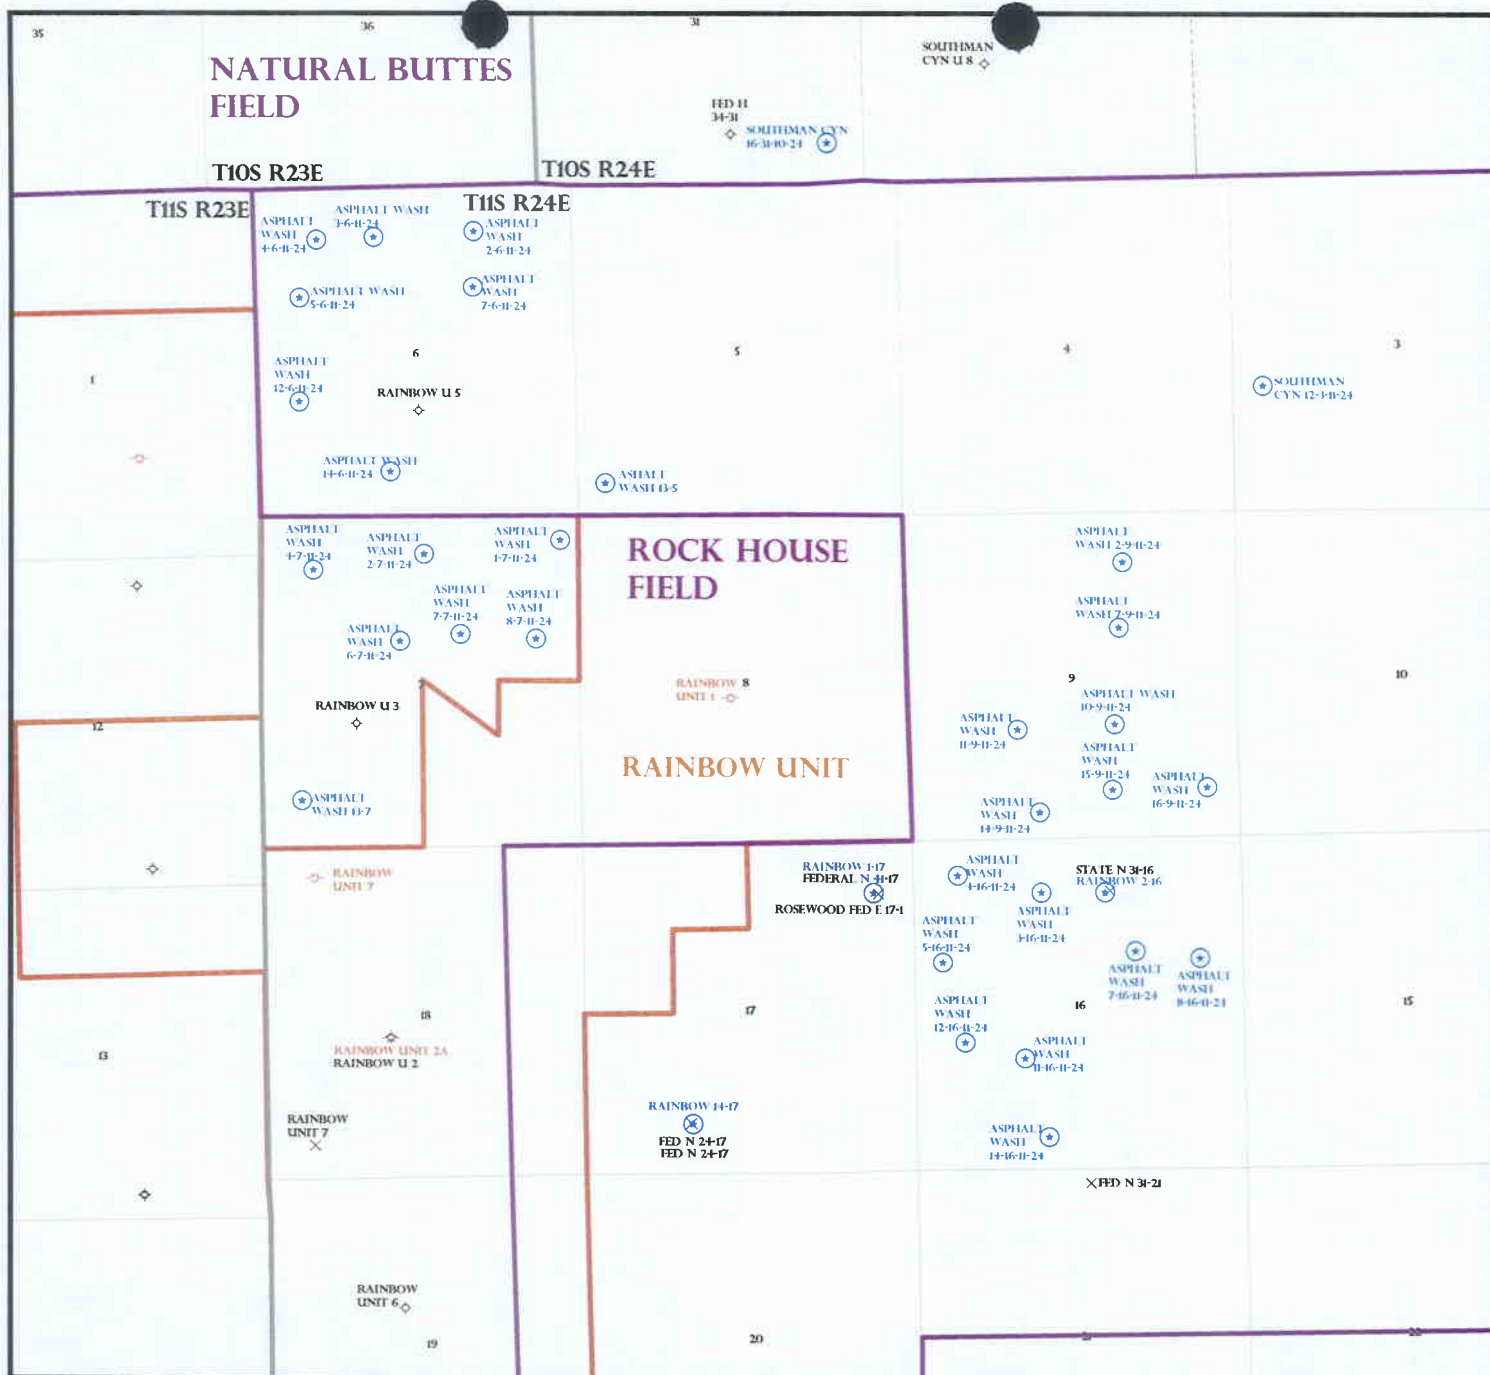 35
36
31
NATURAL BUTTES
FIELD
SOUTHMAN
CYN U 8
FED 11
34-31
SOUTHMAN CYN
16-31-10-24
T10S R23E
T10S R24E
T11S R23E
T11S R24E
ASPHALT
WASH
4-6-11-24
ASPHALT WASH
3-6-11-24
ASPHALT
WASH
2-6-11-24
ASPHALT WASH
5-6-11-24
ASPHALT
WASH
7-6-11-24
6
5
4
3
1
ASPHALT
WASH
12-6-11-24
RAINBOW U 5
SOUTHMAN
CYN 12-3-11-24
ASPHALT WASH
14-6-11-24
ASHALT
WASH 13-5
ASPHALT
WASH
4-7-11-24
ASPHALT
WASH
2-7-11-24
ASPHALT
WASH
1-7-11-24
ROCK HOUSE
FIELD
ASPHALT
WASH 2-9-11-24
ASPHALT
WASH
7-7-11-24
ASPHALT
WASH
8-7-11-24
ASPHALT
WASH 7-9-11-24
ASPHALT
WASH
6-7-11-24
7
RAINBOW
UNIT 1
8
9
10
RAINBOW U 3
ASPHALT WASH
10-9-11-24
ASPHALT
WASH
11-9-11-24
12
RAINBOW UNIT
ASPHALT
WASH
15-9-11-24
ASPHALT
WASH
16-9-11-24
ASPHALT
WASH 13-7
ASPHALT
WASH
14-9-11-24
RAINBOW
UNIT 7
RAINBOW 1-17
FEDERAL N 41-17
ROSEWOOD FED E 17-1
ASPHALT
WASH
4-16-11-24
STATE N 31-16
RAINBOW 2-16
ASPHALT
WASH
3-16-11-24
ASPHALT
WASH
5-16-11-24
ASPHALT
WASH
7-16-11-24
ASPHALT
WASH
8-16-11-24
18
17
16
15
ASPHALT
WASH
12-16-11-24
ASPHALT
WASH
11-16-11-24
13
RAINBOW UNIT 2A
RAINBOW U 2
RAINBOW
UNIT 7
RAINBOW 14-17
FED N 24-17
FED N 24-17
ASPHALT
WASH
14-16-11-24
FED N 31-21
RAINBOW
UNIT 6
19
20
21
22